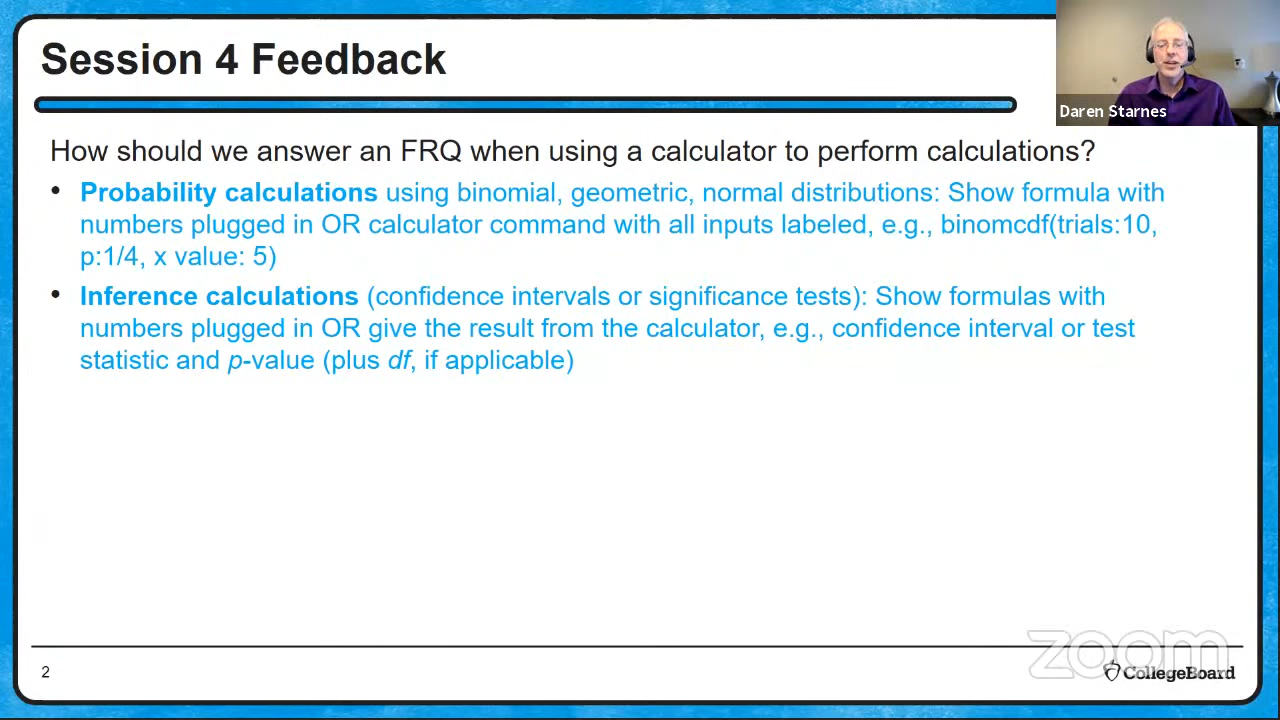 Session 4 Feedback
Daren Starnes
How should we answer an FRQ when using a calculator to perform calculations?
• Probability calculations using binomial, geometric, normal distributions: Show formula with
numbers plugged in OR calculator command with all inputs labeled, e.g., binomcdf(trials:10,
p:1/4, x value: 5)
• Inference calculations (confidence intervals or significance tests): Show formulas with
numbers plugged in OR give the result from the calculator, e.g., confidence interval or test
statistic and p-value (plus df, if applicable)
zoom
2
CollegeBoard